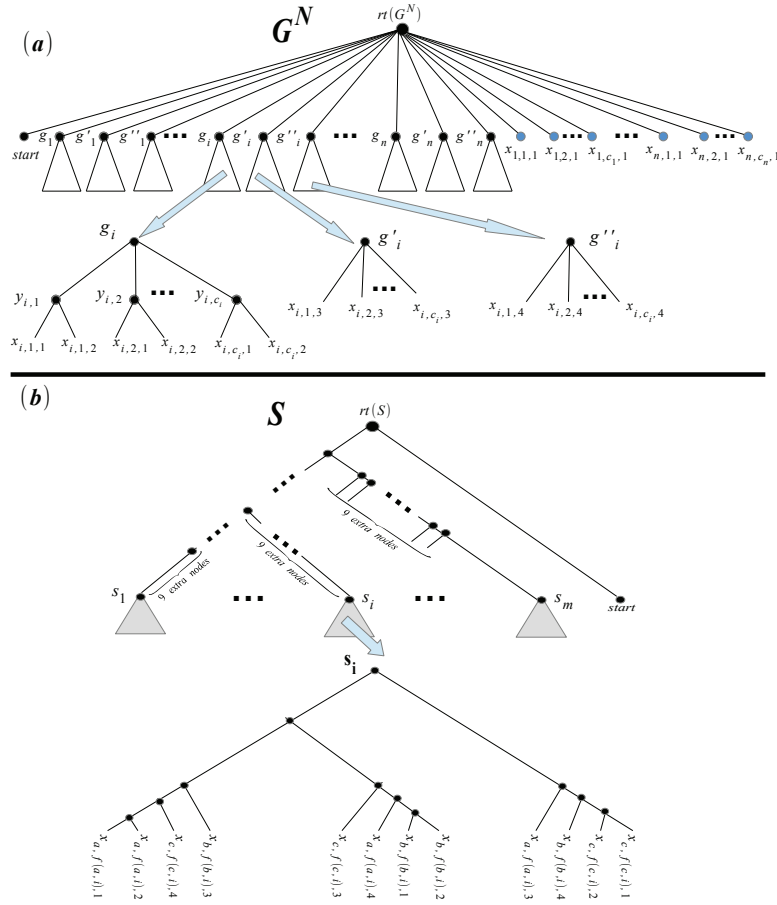 (a)
G^N
rt(G^N)
start g_1 g'_1 g''_1 ... g_i g'_i g''_i ... g_n g'_n g''_n x_{1,1,1} x_{1,2,1} ... x_{1,c_1,1} ... x_{n,1,1} x_{n,2,1} ... x_{n,c_n,1}
g_i g'_i g''_i
y_{i,1} y_{i,2} ... y_{i,c_i}
x_{i,1,3} x_{i,2,3} ... x_{i,c_i,3} x_{i,1,4} x_{i,2,4} ... x_{i,c_i,4}
x_{i,1,1} x_{i,1,2} x_{i,2,1} x_{i,2,2} x_{i,c_i,1} x_{i,c_i,2}
(b)
S
rt(S)
9 extra nodes
9 extra nodes
9 extra nodes
s_1 ... s_i ... s_m start
s_i
x_{a,f(a,i),1} x_{a,f(a,i),2} x_{c,f(c,i),4} x_{b,f(b,i),3} x_{c,f(c,i),3} x_{a,f(a,i),4} x_{b,f(b,i),1} x_{b,f(b,i),2} x_{a,f(a,i),3} x_{b,f(b,i),4} x_{c,f(c,i),2} x_{c,f(c,i),1}